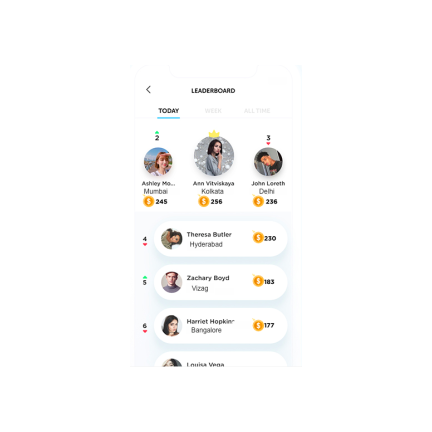 LEADERBOARD
TODAY WEEK ALL TIME
2 3
Ashley Mo... Ann Vitviskaya John Loreth
Mumbai Kolkata Delhi
$ 245 $ 256 $ 236
4 Theresa Butler
Hyderabad
$ 230
5 Zachary Boyd
Vizag
$ 183
6 Harriet Hopkins
Bangalore
$ 177
Louisa Vega